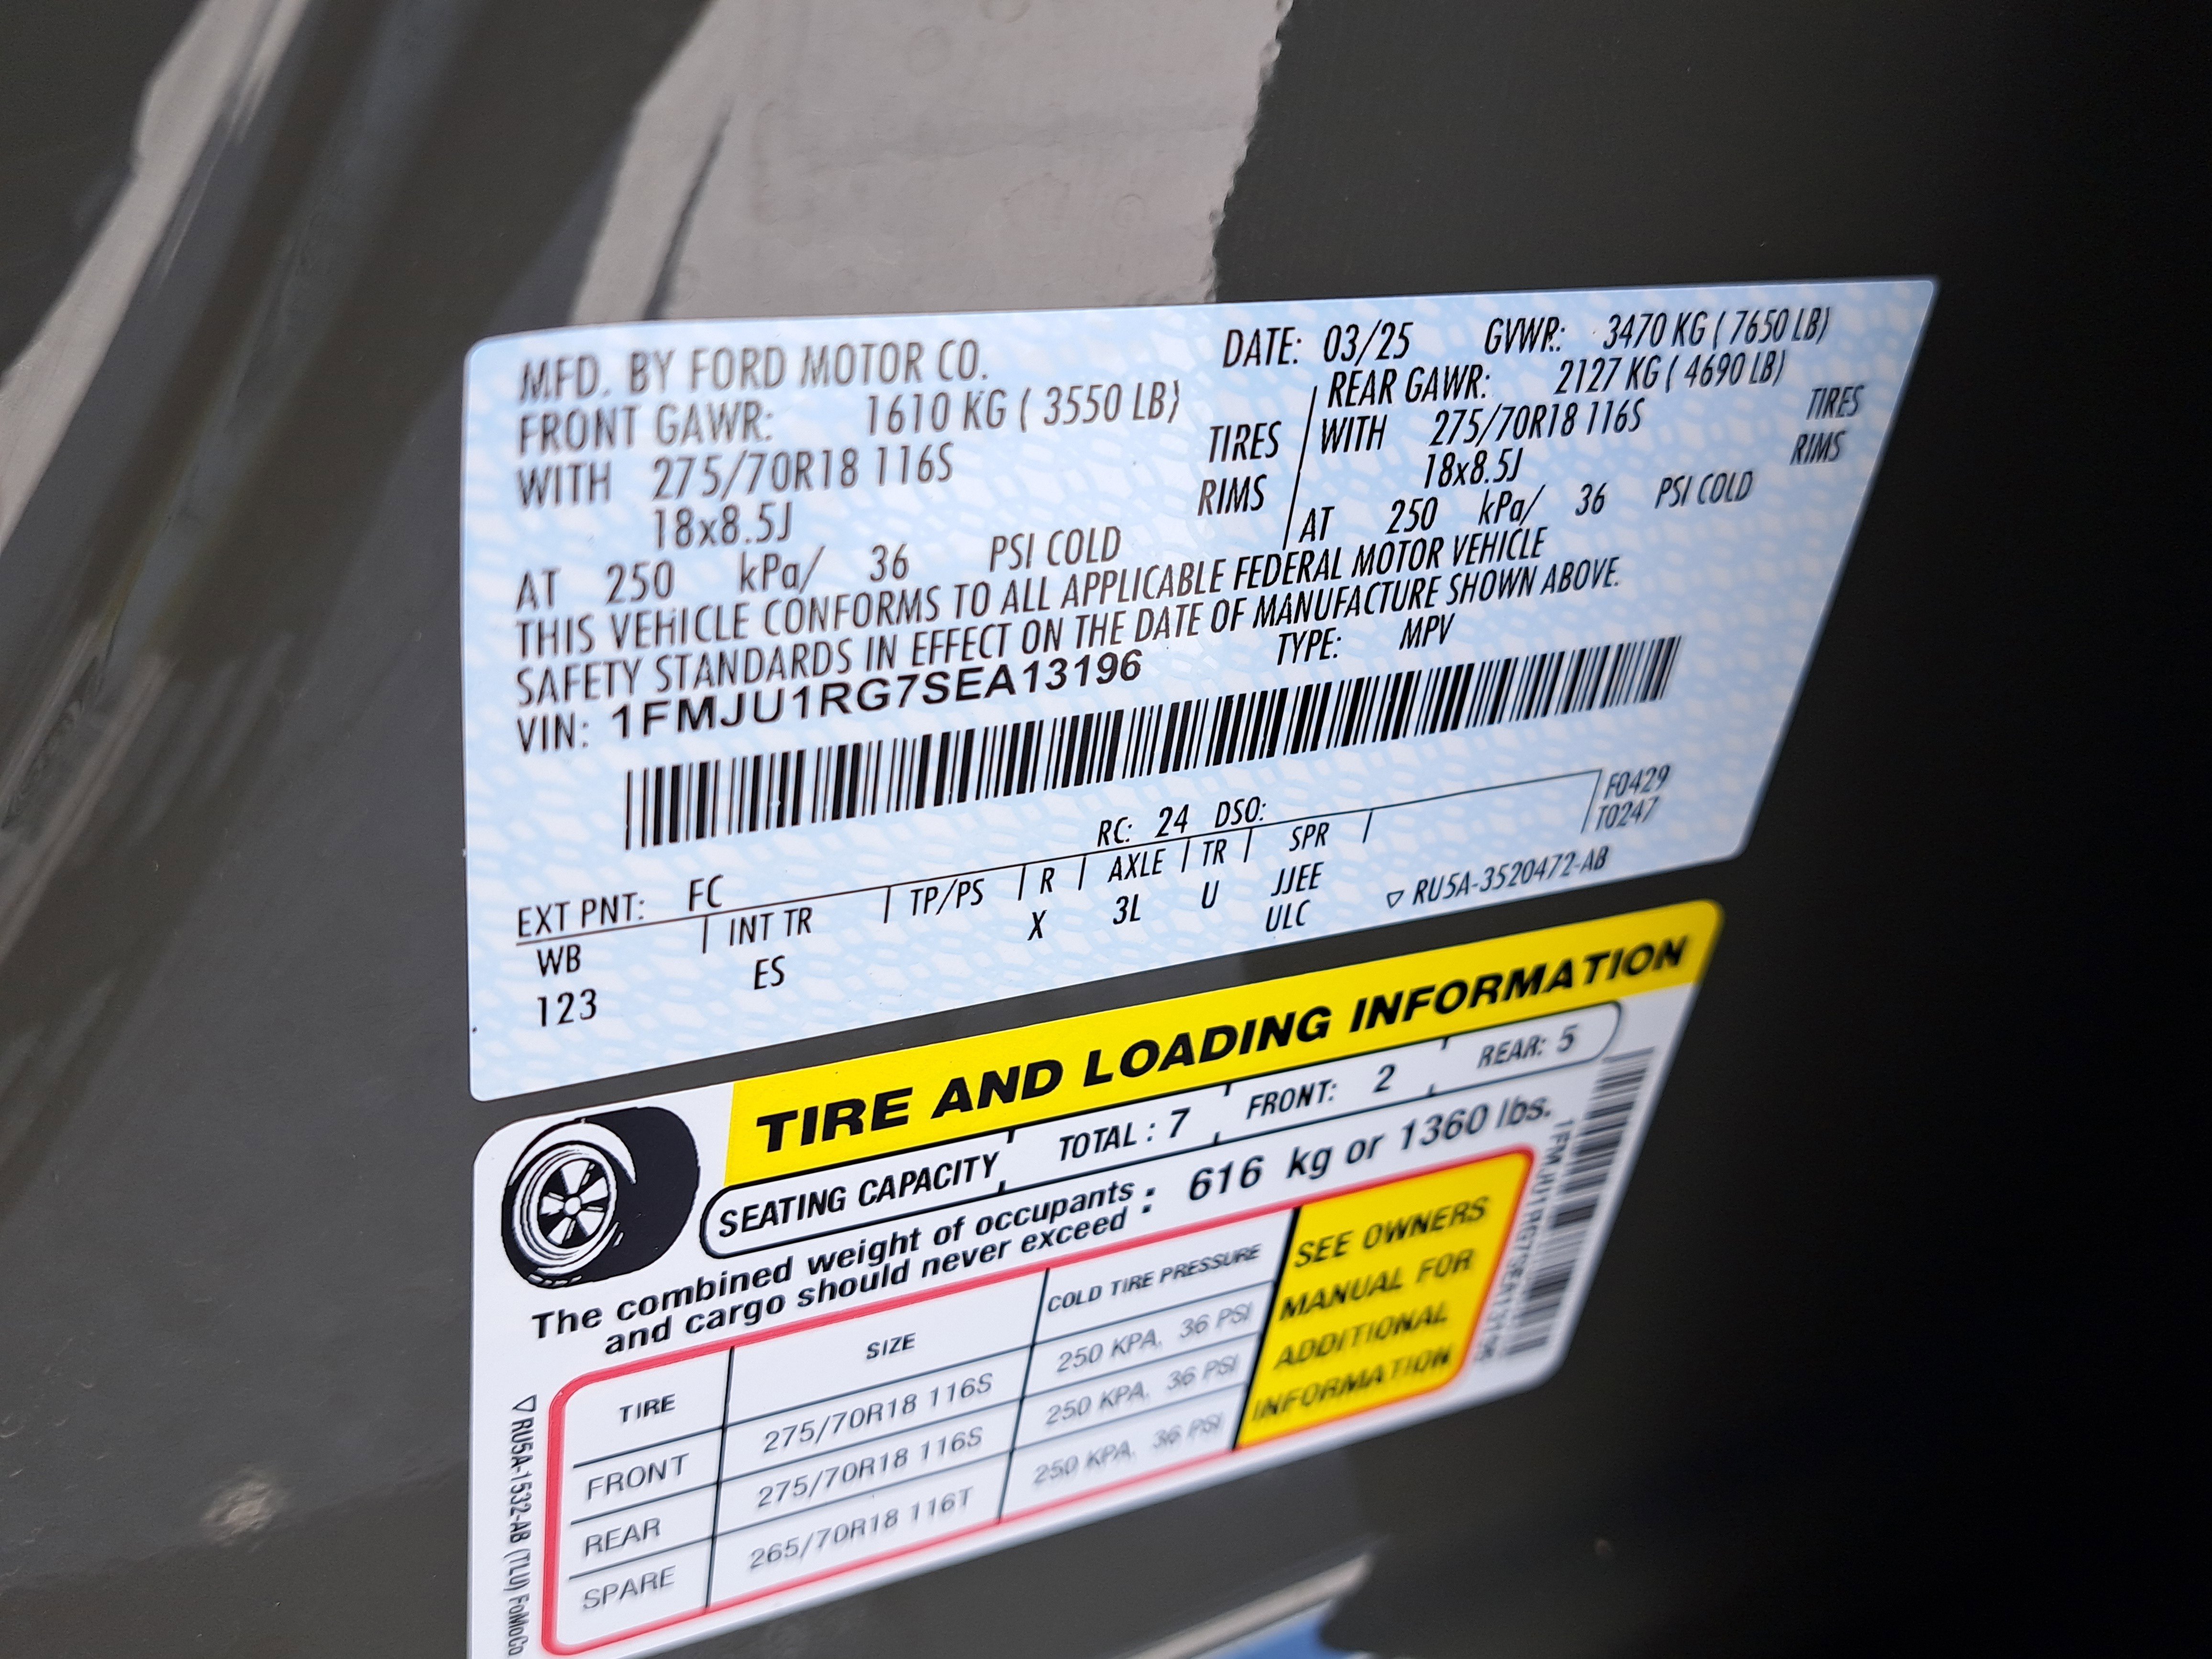 MFD. BY FORD MOTOR CO.
DATE: 03/25 GVWR: 3470 KG ( 7650 LB)
FRONT GAWR: 1610 KG ( 3550 LB)
REAR GAWR: 2127 KG ( 4690 LB)
WITH 275/70R18 116S TIRES
WITH 275/70R18 116S TIRES
18x8.5J RIMS
18x8.5J RIMS
AT 250 kPa/ 36 PSI COLD
AT 250 kPa/ 36 PSI COLD
THIS VEHICLE CONFORMS TO ALL APPLICABLE FEDERAL MOTOR VEHICLE
SAFETY STANDARDS IN EFFECT ON THE DATE OF MANUFACTURE SHOWN ABOVE.
VIN: 1FMJU1RG7SEA13196
TYPE: MPV
F0429
T0247
EXT PNT: FC RC: 24 DSO:
WB INT TR TP/PS R AXLE TR SPR
123 ES X 3L U JJEE
ULC
RU5A-3520472-AB
TIRE AND LOADING INFORMATION
SEATING CAPACITY TOTAL : 7 FRONT: 2 REAR: 5
The combined weight of occupants
and cargo should never exceed : 616 kg or 1360 lbs.
TIRE SIZE COLD TIRE PRESSURE
FRONT 275/70R18 116S 250 KPA, 36 PSI
REAR 275/70R18 116S 250 KPA, 36 PSI
SPARE 265/70R18 116T 250 KPA, 36 PSI
SEE OWNERS
MANUAL FOR
ADDITIONAL
INFORMATION
1FMJU1RG7SEA13196
RU5A-1532-AB (TLU) FoMoCo